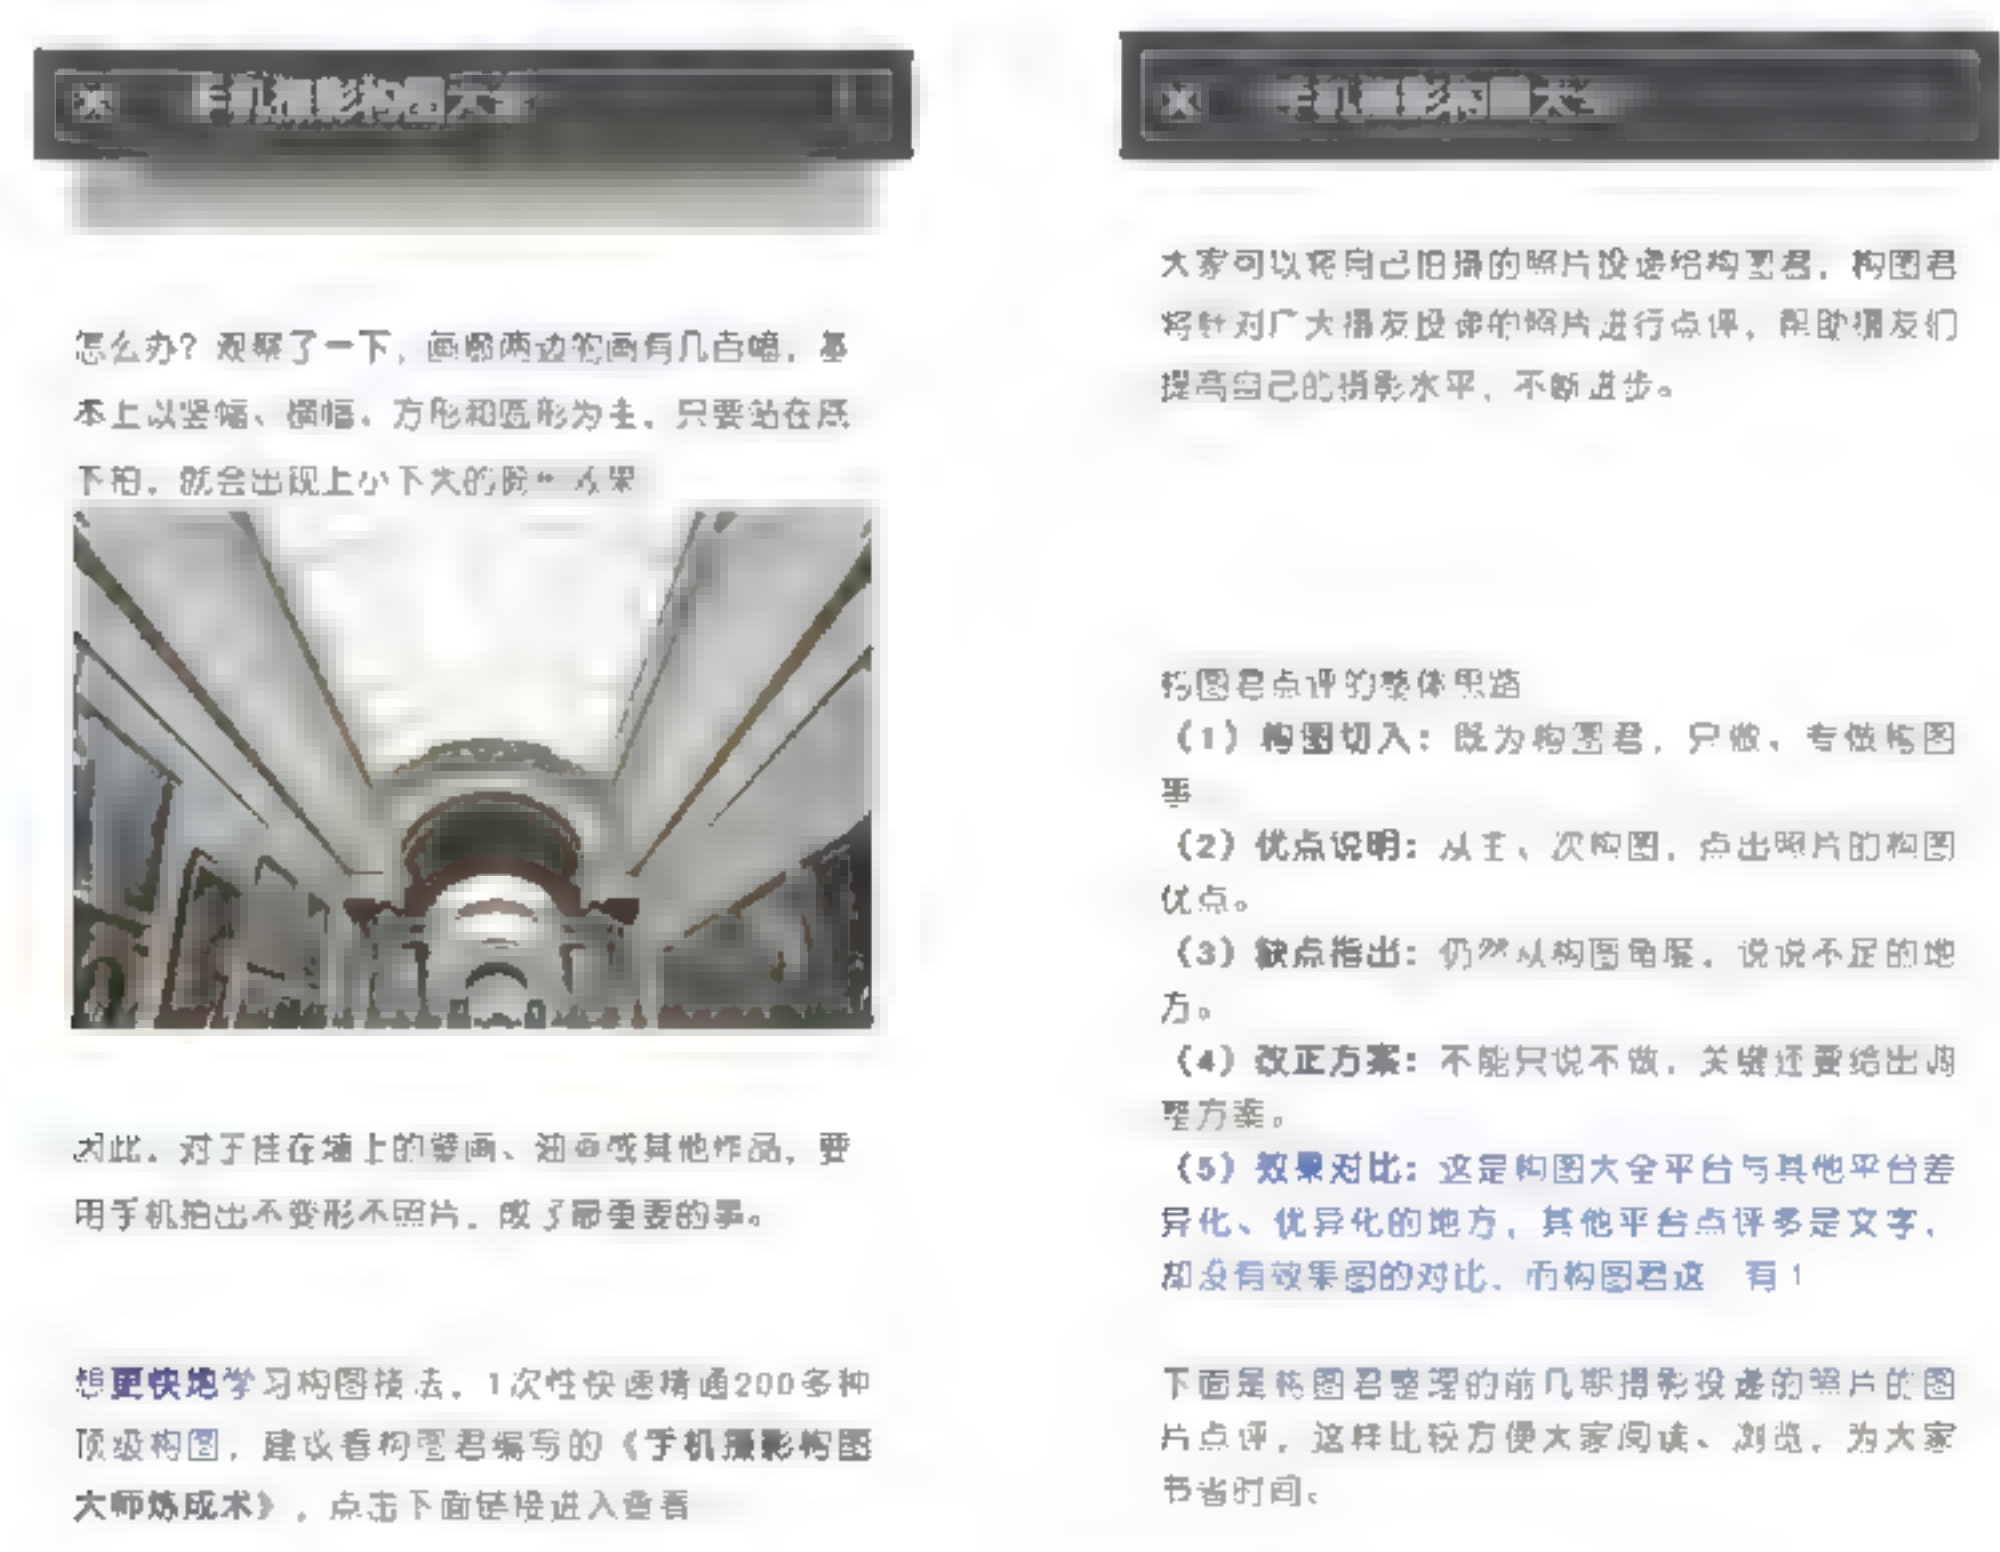 手机摄影构图大全
怎么办？观察了一下，画廊两边的画有几百幅，基
本上以竖幅、横幅、方形和圆形为主，只要站在底
下拍，就会出现上小下大的效果
因此，对于挂在墙上的壁画、油画或其他作品，要
用手机拍出不变形不照片，成了最重要的事。
想更快地学习构图技法，1次性快速精通200多种
顶级构图，建议看构图君编写的《手机摄影构图
大师炼成术》，点击下面链接进入查看
手机摄影构图大全
大家可以将自己拍摄的照片投递给构图君，构图君
将针对广大摄友投递的照片进行点评，帮助摄友们
提高自己的摄影水平，不断进步。
构图君点评的整体思路
（1）构图切入：既为构图君，只做、专做构图
事
（2）优点说明：从主、次构图，点出照片的构图
优点。
（3）缺点指出：仍然从构图角度，说说不足的地
方。
（4）改正方案：不能只说不做，关键还要给出调
整方案。
（5）效果对比：这是构图大全平台与其他平台差
异化、优异化的地方，其他平台点评多是文字，
却没有效果图的对比，而构图君这 有！
下面是构图君整理的前几期摄影投递的照片的图
片点评，这样比较方便大家阅读、浏览，为大家
节省时间。